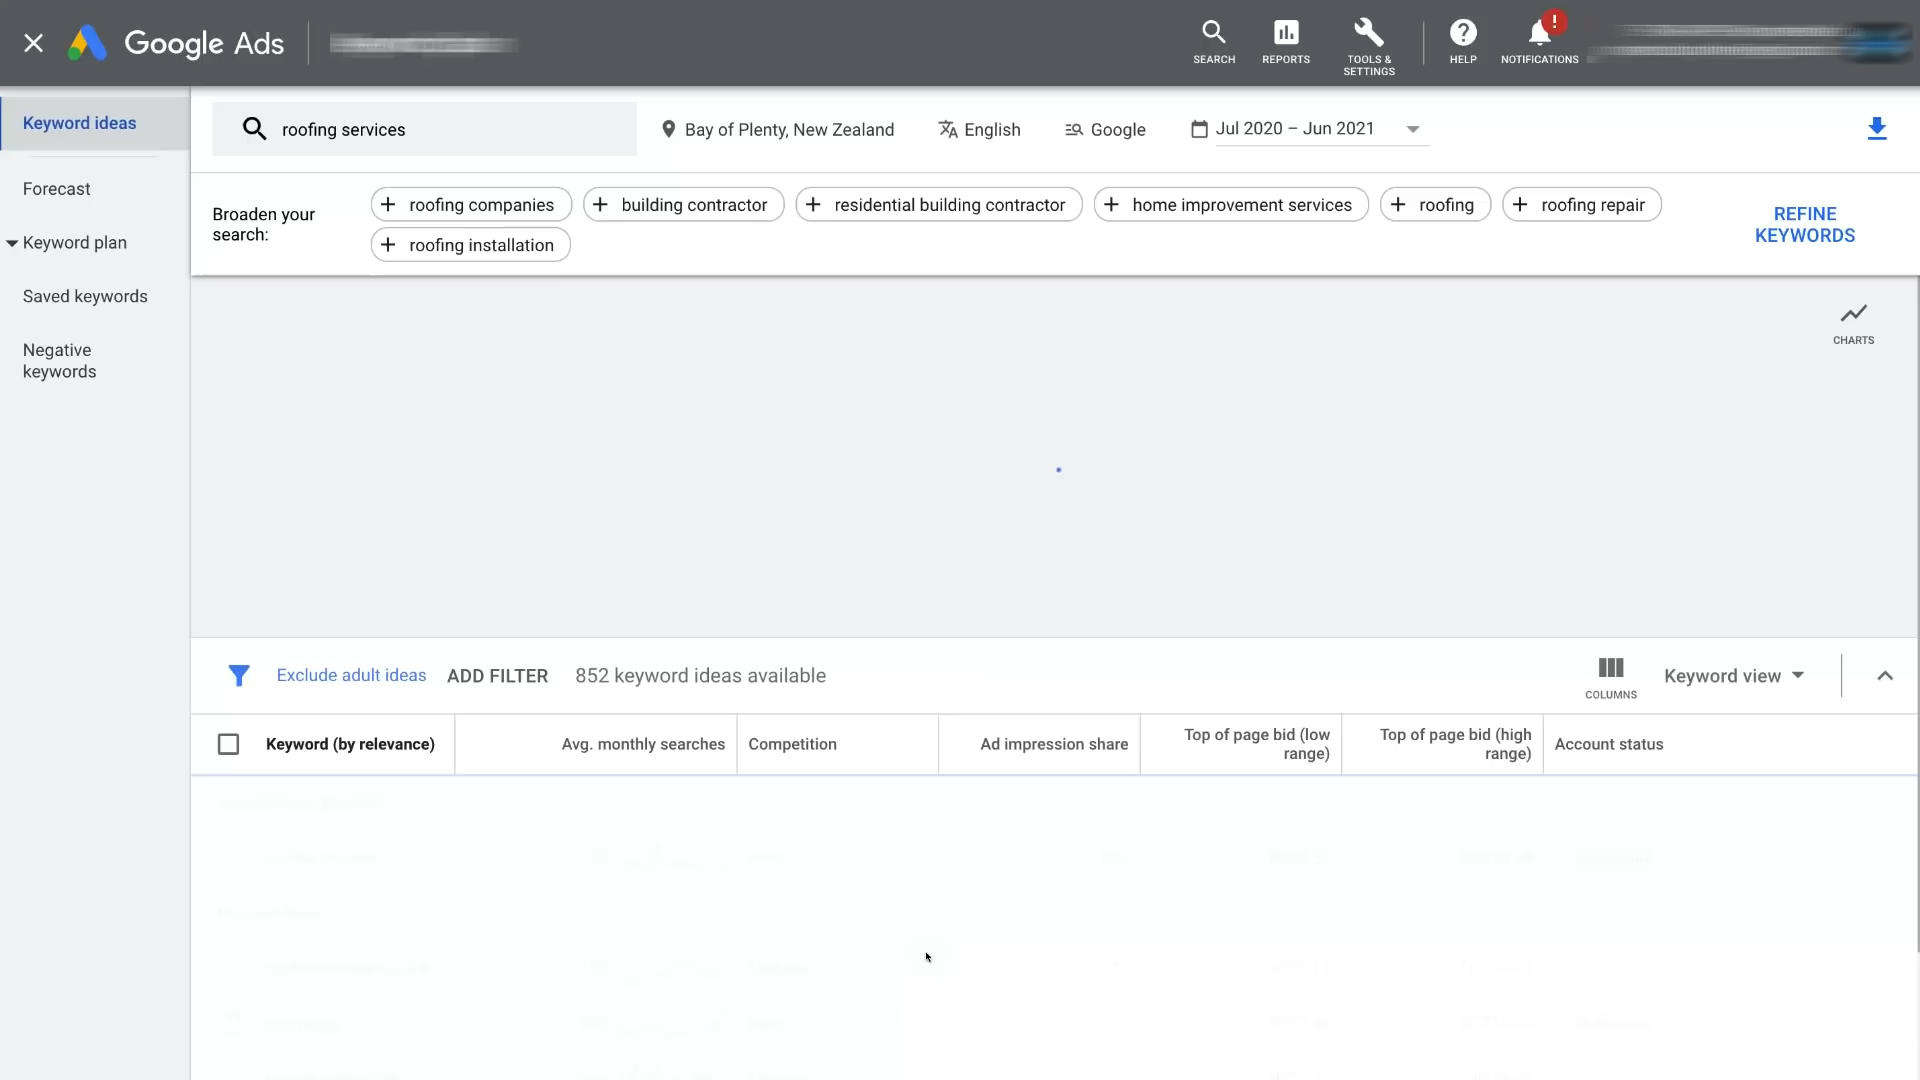 Google Ads
SEARCH
REPORTS
TOOLS &
SETTINGS
HELP
!
NOTIFICATIONS
Keyword ideas
Forecast
Keyword plan
Saved keywords
Negative
keywords
roofing services
Bay of Plenty, New Zealand
English
Google
Jul 2020 – Jun 2021
Broaden your
search:
roofing companies
building contractor
residential building contractor
home improvement services
roofing
roofing repair
roofing installation
REFINE
KEYWORDS
CHARTS
Exclude adult ideas
ADD FILTER
852 keyword ideas available
COLUMNS
Keyword view
Keyword (by relevance)
Avg. monthly searches
Competition
Ad impression share
Top of page bid (low
range)
Top of page bid (high
range)
Account status